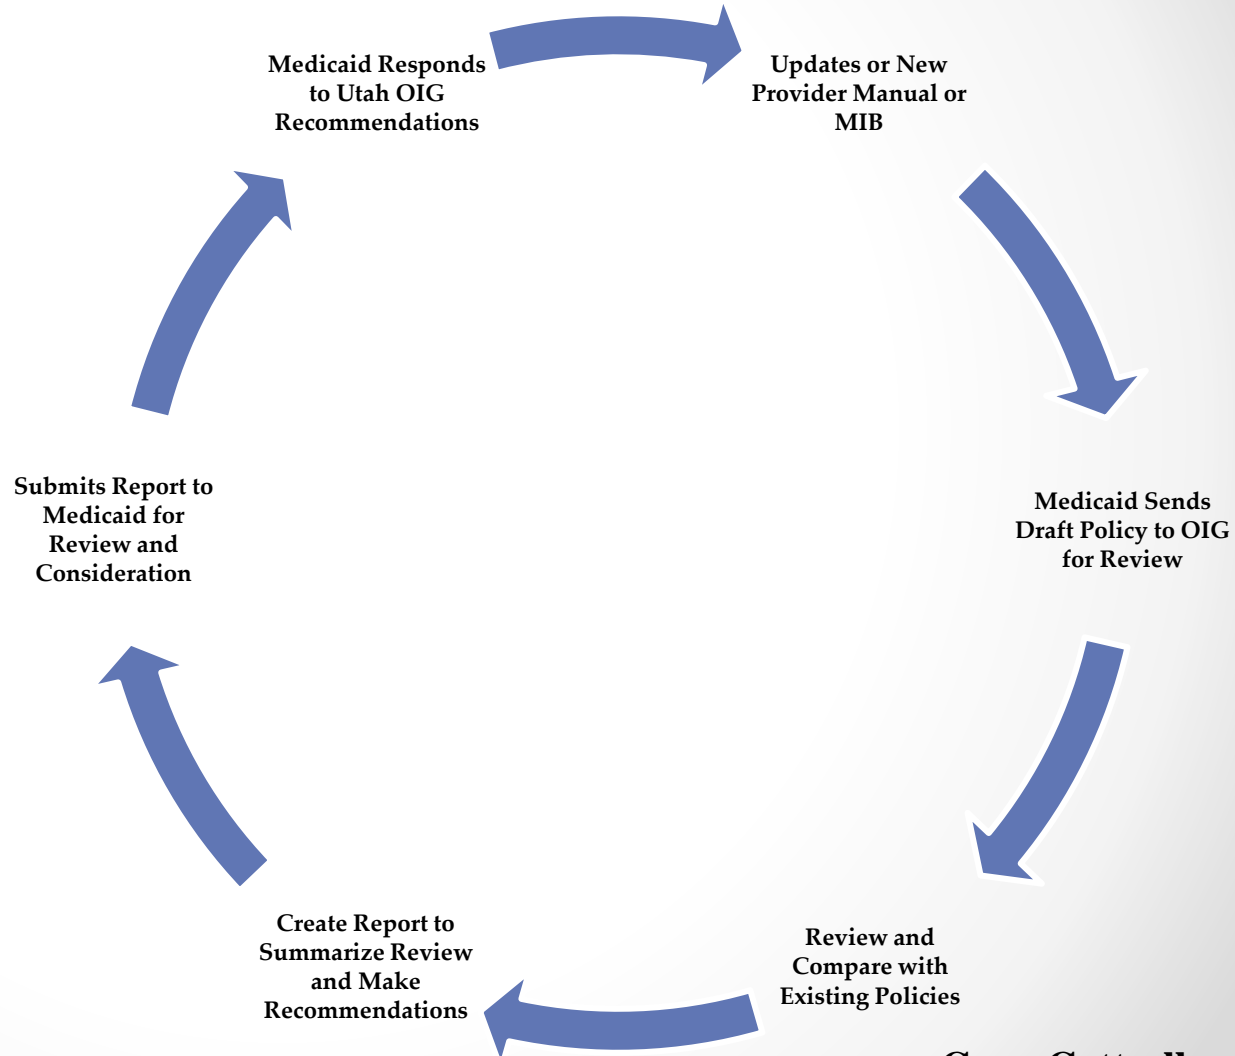 Medicaid Responds
to Utah OIG
Recommendations
Updates or New
Provider Manual or
MIB
Medicaid Sends
Draft Policy to OIG
for Review
Review and
Compare with
Existing Policies
Create Report to
Summarize Review
and Make
Recommendations
Submits Report to
Medicaid for
Review and
Consideration